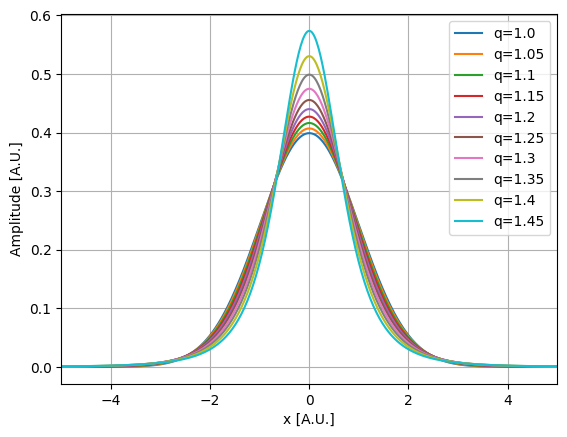 0.6
0.5
0.4
0.3
0.2
0.1
0.0
Amplitude [A.U.]
−4
−2
0
2
4
x [A.U.]
q=1.0
q=1.05
q=1.1
q=1.15
q=1.2
q=1.25
q=1.3
q=1.35
q=1.4
q=1.45